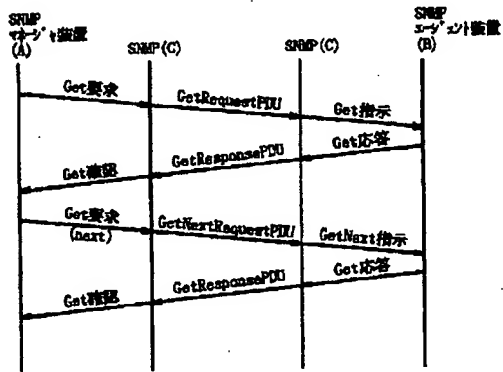 SNMP
マネージャ装置
(A)
SNMP(C)
SNMP(C)
SNMP
エージェント装置
(B)
Get要求
GetRequestPDU
Get指示
Get応答
GetResponsePDU
Get確認
Get要求
(next)
GetNextRequestPDU
GetNext指示
Get応答
GetResponsePDU
Get確認